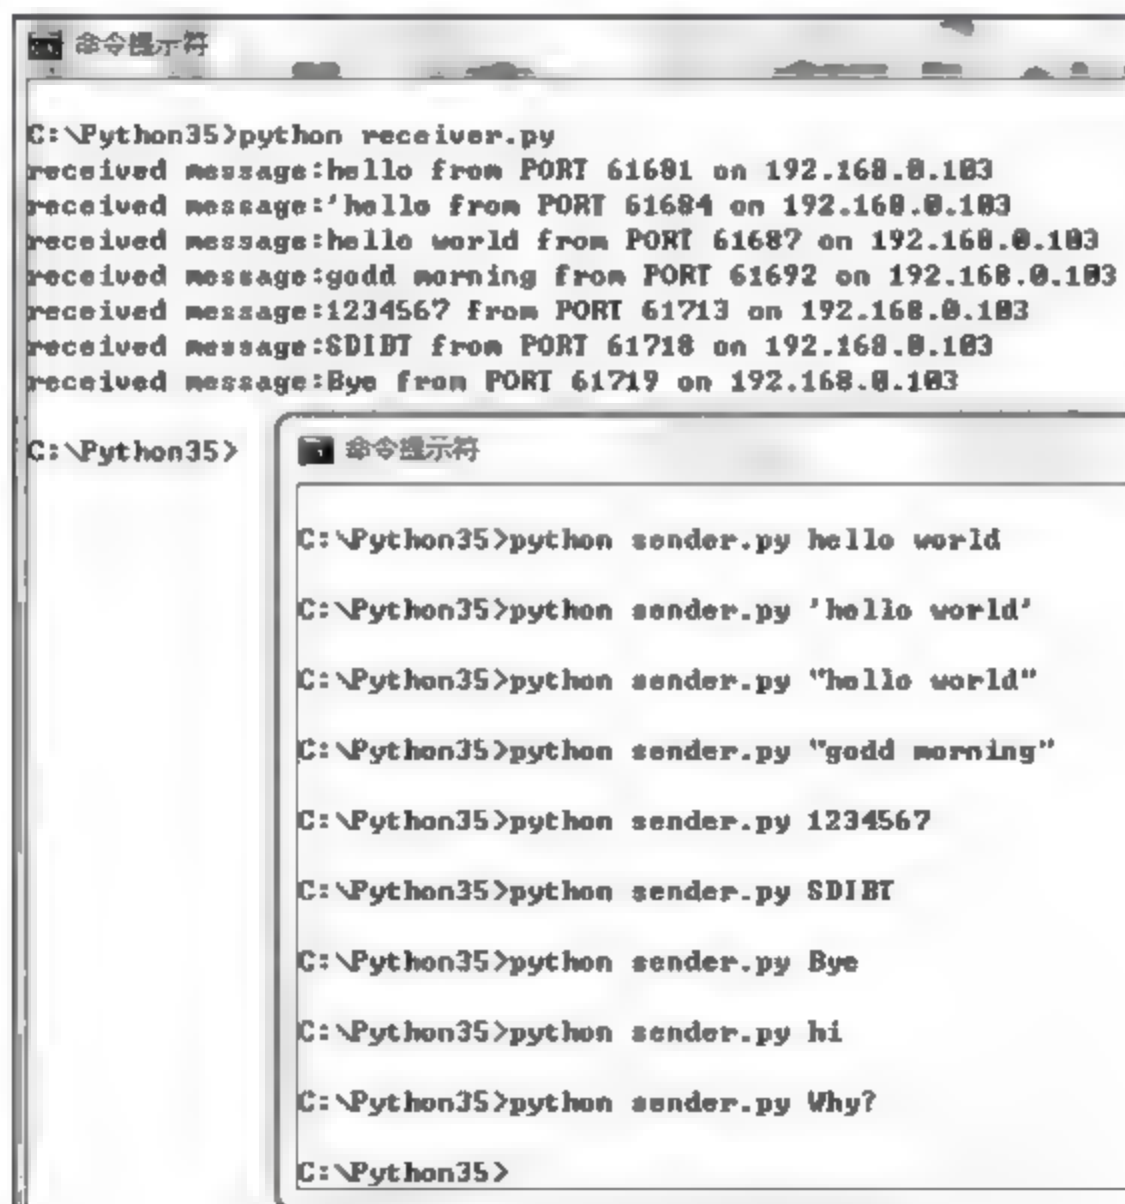 命令提示符
C:\Python35>python receiver.py
received message:hello from PORT 61681 on 192.168.0.103
received message:'hello from PORT 61684 on 192.168.0.103
received message:hello world from PORT 61687 on 192.168.0.103
received message:godd morning from PORT 61692 on 192.168.0.103
received message:1234567 from PORT 61713 on 192.168.0.103
received message:SDIBT from PORT 61718 on 192.168.0.103
received message:Bye from PORT 61719 on 192.168.0.103
C:\Python35>
命令提示符
C:\Python35>python sender.py hello world
C:\Python35>python sender.py 'hello world'
C:\Python35>python sender.py "hello world"
C:\Python35>python sender.py "godd morning"
C:\Python35>python sender.py 1234567
C:\Python35>python sender.py SDIBT
C:\Python35>python sender.py Bye
C:\Python35>python sender.py hi
C:\Python35>python sender.py Why?
C:\Python35>